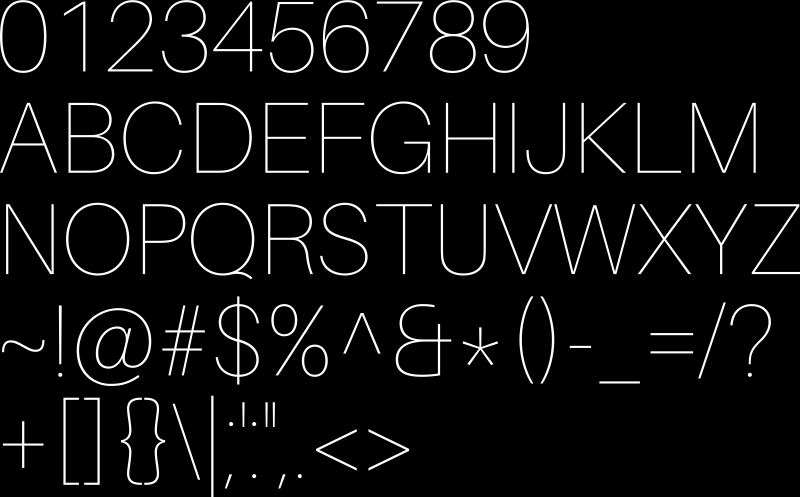 0123456789
ABCDEFGHIJKLM
NOPQRSTUVWXYZ
~!@#$%^&*()-_=/?
+[]{}\|;':",.<>